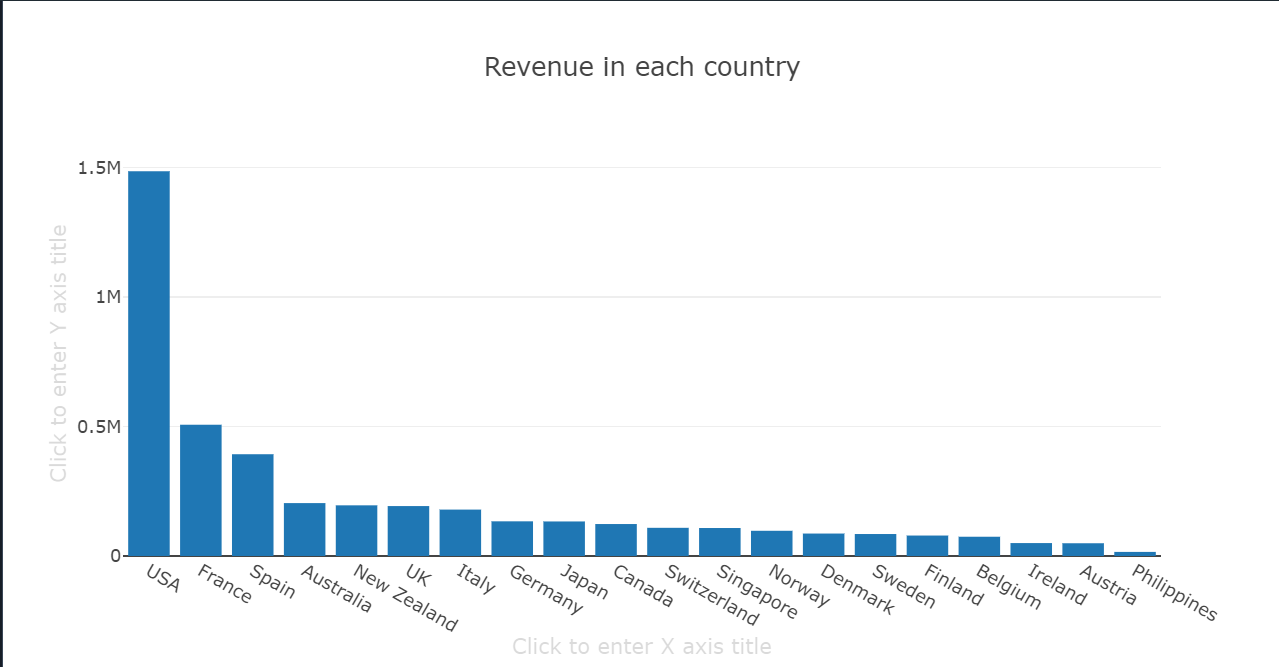 Revenue in each country
1.5M
1M
0.5M
0
Click to enter Y axis title
USA
France
Spain
Australia
New Zealand
UK
Italy
Germany
Japan
Canada
Switzerland
Singapore
Norway
Denmark
Sweden
Finland
Belgium
Ireland
Austria
Philippines
Click to enter X axis title